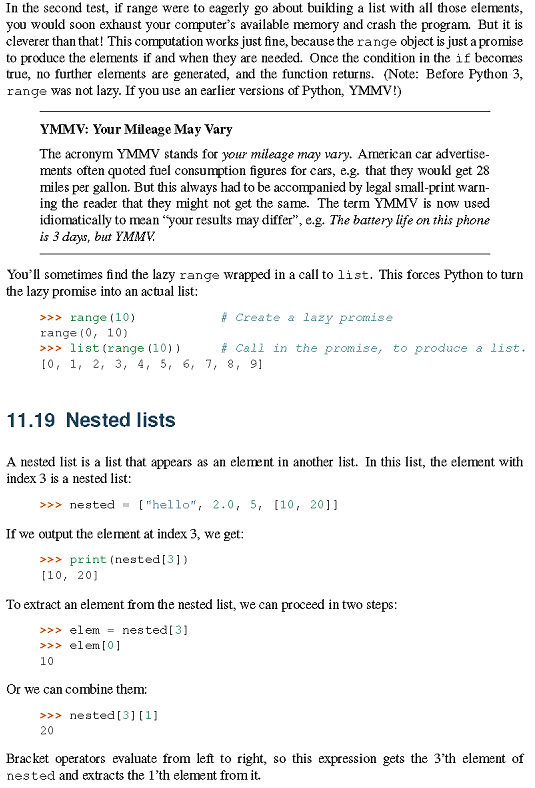 In the second test, if range were to eagerly go about building a list with all those elements,
you would soon exhaust your computer's available memory and crash the program. But it is
cleverer than that! This computation works just fine, because the range object is just a promise
to produce the elements if and when they are needed. Once the condition in the if becomes
true, no further elements are generated, and the function returns. (Note: Before Python 3,
range was not lazy. If you use an earlier versions of Python, YMMV!)
YMMV: Your Mileage May Vary
The acronym YMMV stands for your mileage may vary. American car advertise-
ments often quoted fuel consumption figures for cars, e.g. that they would get 28
miles per gallon. But this always had to be accompanied by legal small-print warn-
ing the reader that they might not get the same. The term YMMV is now used
idiomatically to mean “your results may differ”, e.g. The battery life on this phone
is 3 days, but YMMV.
You'll sometimes find the lazy range wrapped in a call to list. This forces Python to turn
the lazy promise into an actual list:
>>> range(10) # Create a lazy promise
range(0, 10)
>>> list(range(10)) # Call in the promise, to produce a list.
[0, 1, 2, 3, 4, 5, 6, 7, 8, 9]
11.19 Nested lists
A nested list is a list that appears as an element in another list. In this list, the element with
index 3 is a nested list:
>>> nested = ["hello", 2.0, 5, [10, 20]]
If we output the element at index 3, we get:
>>> print(nested[3])
[10, 20]
To extract an element from the nested list, we can proceed in two steps:
>>> elem = nested[3]
>>> elem[0]
10
Or we can combine them:
>>> nested[3][1]
20
Bracket operators evaluate from left to right, so this expression gets the 3'th element of
nested and extracts the 1'th element from it.